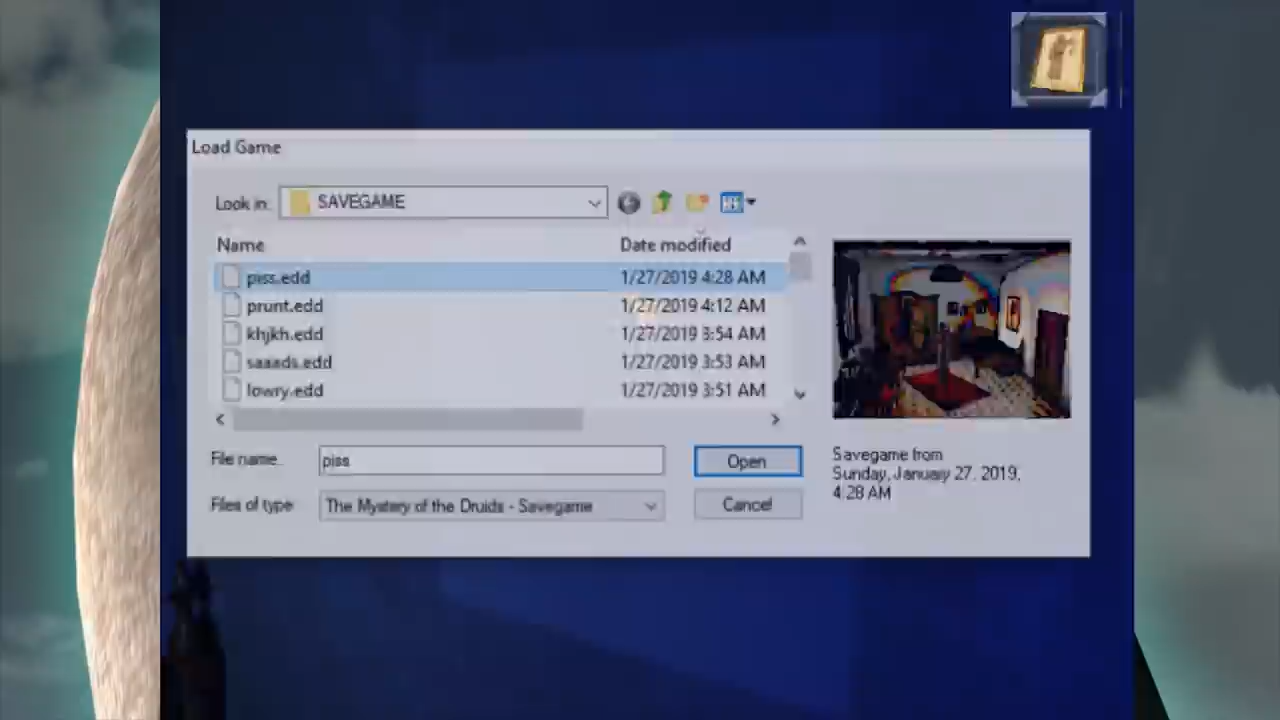 Load Game
Look in: SAVEGAME
Name Date modified
piss.edd 1/27/2019 4:28 AM
prunt.edd 1/27/2019 4:12 AM
khjkh.edd 1/27/2019 3:54 AM
saaads.edd 1/27/2019 3:53 AM
lowry.edd 1/27/2019 3:51 AM
File name: piss Open
Files of type: The Mystery of the Druids - Savegame Cancel
Savegame from
Sunday, January 27, 2019,
4:28 AM